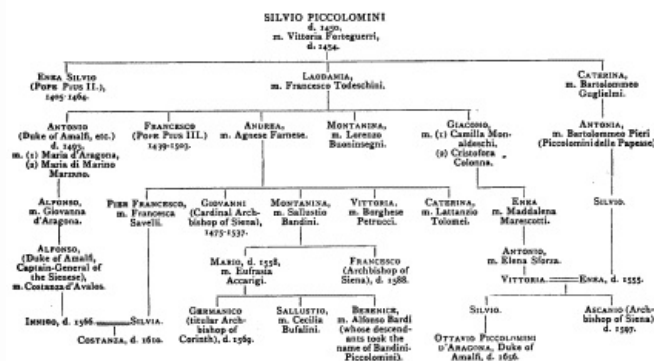 SILVIO PICCOLOMINI
d. 1450,
m. Vittoria Forteguerri,
d. 1454.
ENEA SILVIO
(POPE PIUS II.),
1405-1464.
LAODAMIA,
m. Francesco Todeschini.
CATERINA,
m. Bartolommeo
Guglielmi.
ANTONIO
(Duke of Amalfi, etc.)
d. 1493,
m. (1) Maria d'Aragona,
(2) Maria di Marino
Marzano.
FRANCESCO
(POPE PIUS III.)
1439-1503.
ANDREA,
m. Agnese Farnese.
MONTANINA,
m. Lorenzo
Buonsinsegni.
GIACOMO,
m. (1) Camilla Mon-
aldeschi,
(2) Cristofora
Colonna.
ANTONIA,
m. Bartolommeo Pieri
(Piccolomini delle Papesse)
ALFONSO,
m. Giovanna
d'Aragona.
PIER FRANCESCO,
m. Francesca
Savelli.
GIOVANNI
(Cardinal Arch-
bishop of Siena),
1475-1537.
MONTANINA,
m. Sallustio
Bandini.
VITTORIA,
m. Borghese
Petrucci.
CATERINA,
m. Lattanzio
Tolomei.
ENEA
m. Maddalena
Marescotti.
SILVIO.
ALFONSO,
(Duke of Amalfi,
Captain-General of
the Sienese),
m. Costanza d'Avalos.
MARIO, d. 1558,
m. Eufrasia
Accarigi.
FRANCESCO
(Archbishop of
Siena), d. 1588.
ANTONIO,
m. Elena Sforza.
VITTORIA
ENEA, d. 1555.
INNIGO, d. 1566
SILVIA.
COSTANZA, d. 1610.
GERMANICO
(titular Arch-
bishop of
Corinth), d. 1569.
SALLUSTIO,
m. Cecilia
Bufalini.
BERENICE,
m. Alfonso Bardi
(whose descend-
ants took the
name of Bandini-
Piccolomini).
SILVIO.
OTTAVIO PICCOLOMINI
D'ARAGONA, Duke of
Amalfi, d. 1656.
ASCANIO (Arch-
bishop of Siena)
d. 1597.